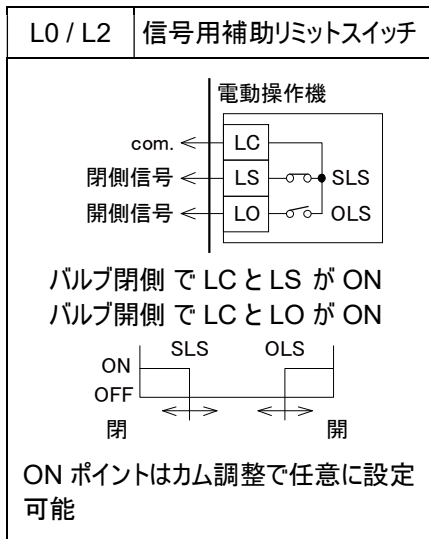 L0 / L2 信号用補助リミットスイッチ
電動操作機
com. LC
閉側信号 LS SLS
開側信号 LO OLS
バルブ閉側 で LC と LS が ON
バルブ開側 で LC と LO が ON
SLS OLS
ON
OFF
閉 開
ON ポイントはカム調整で任意に設定
可能